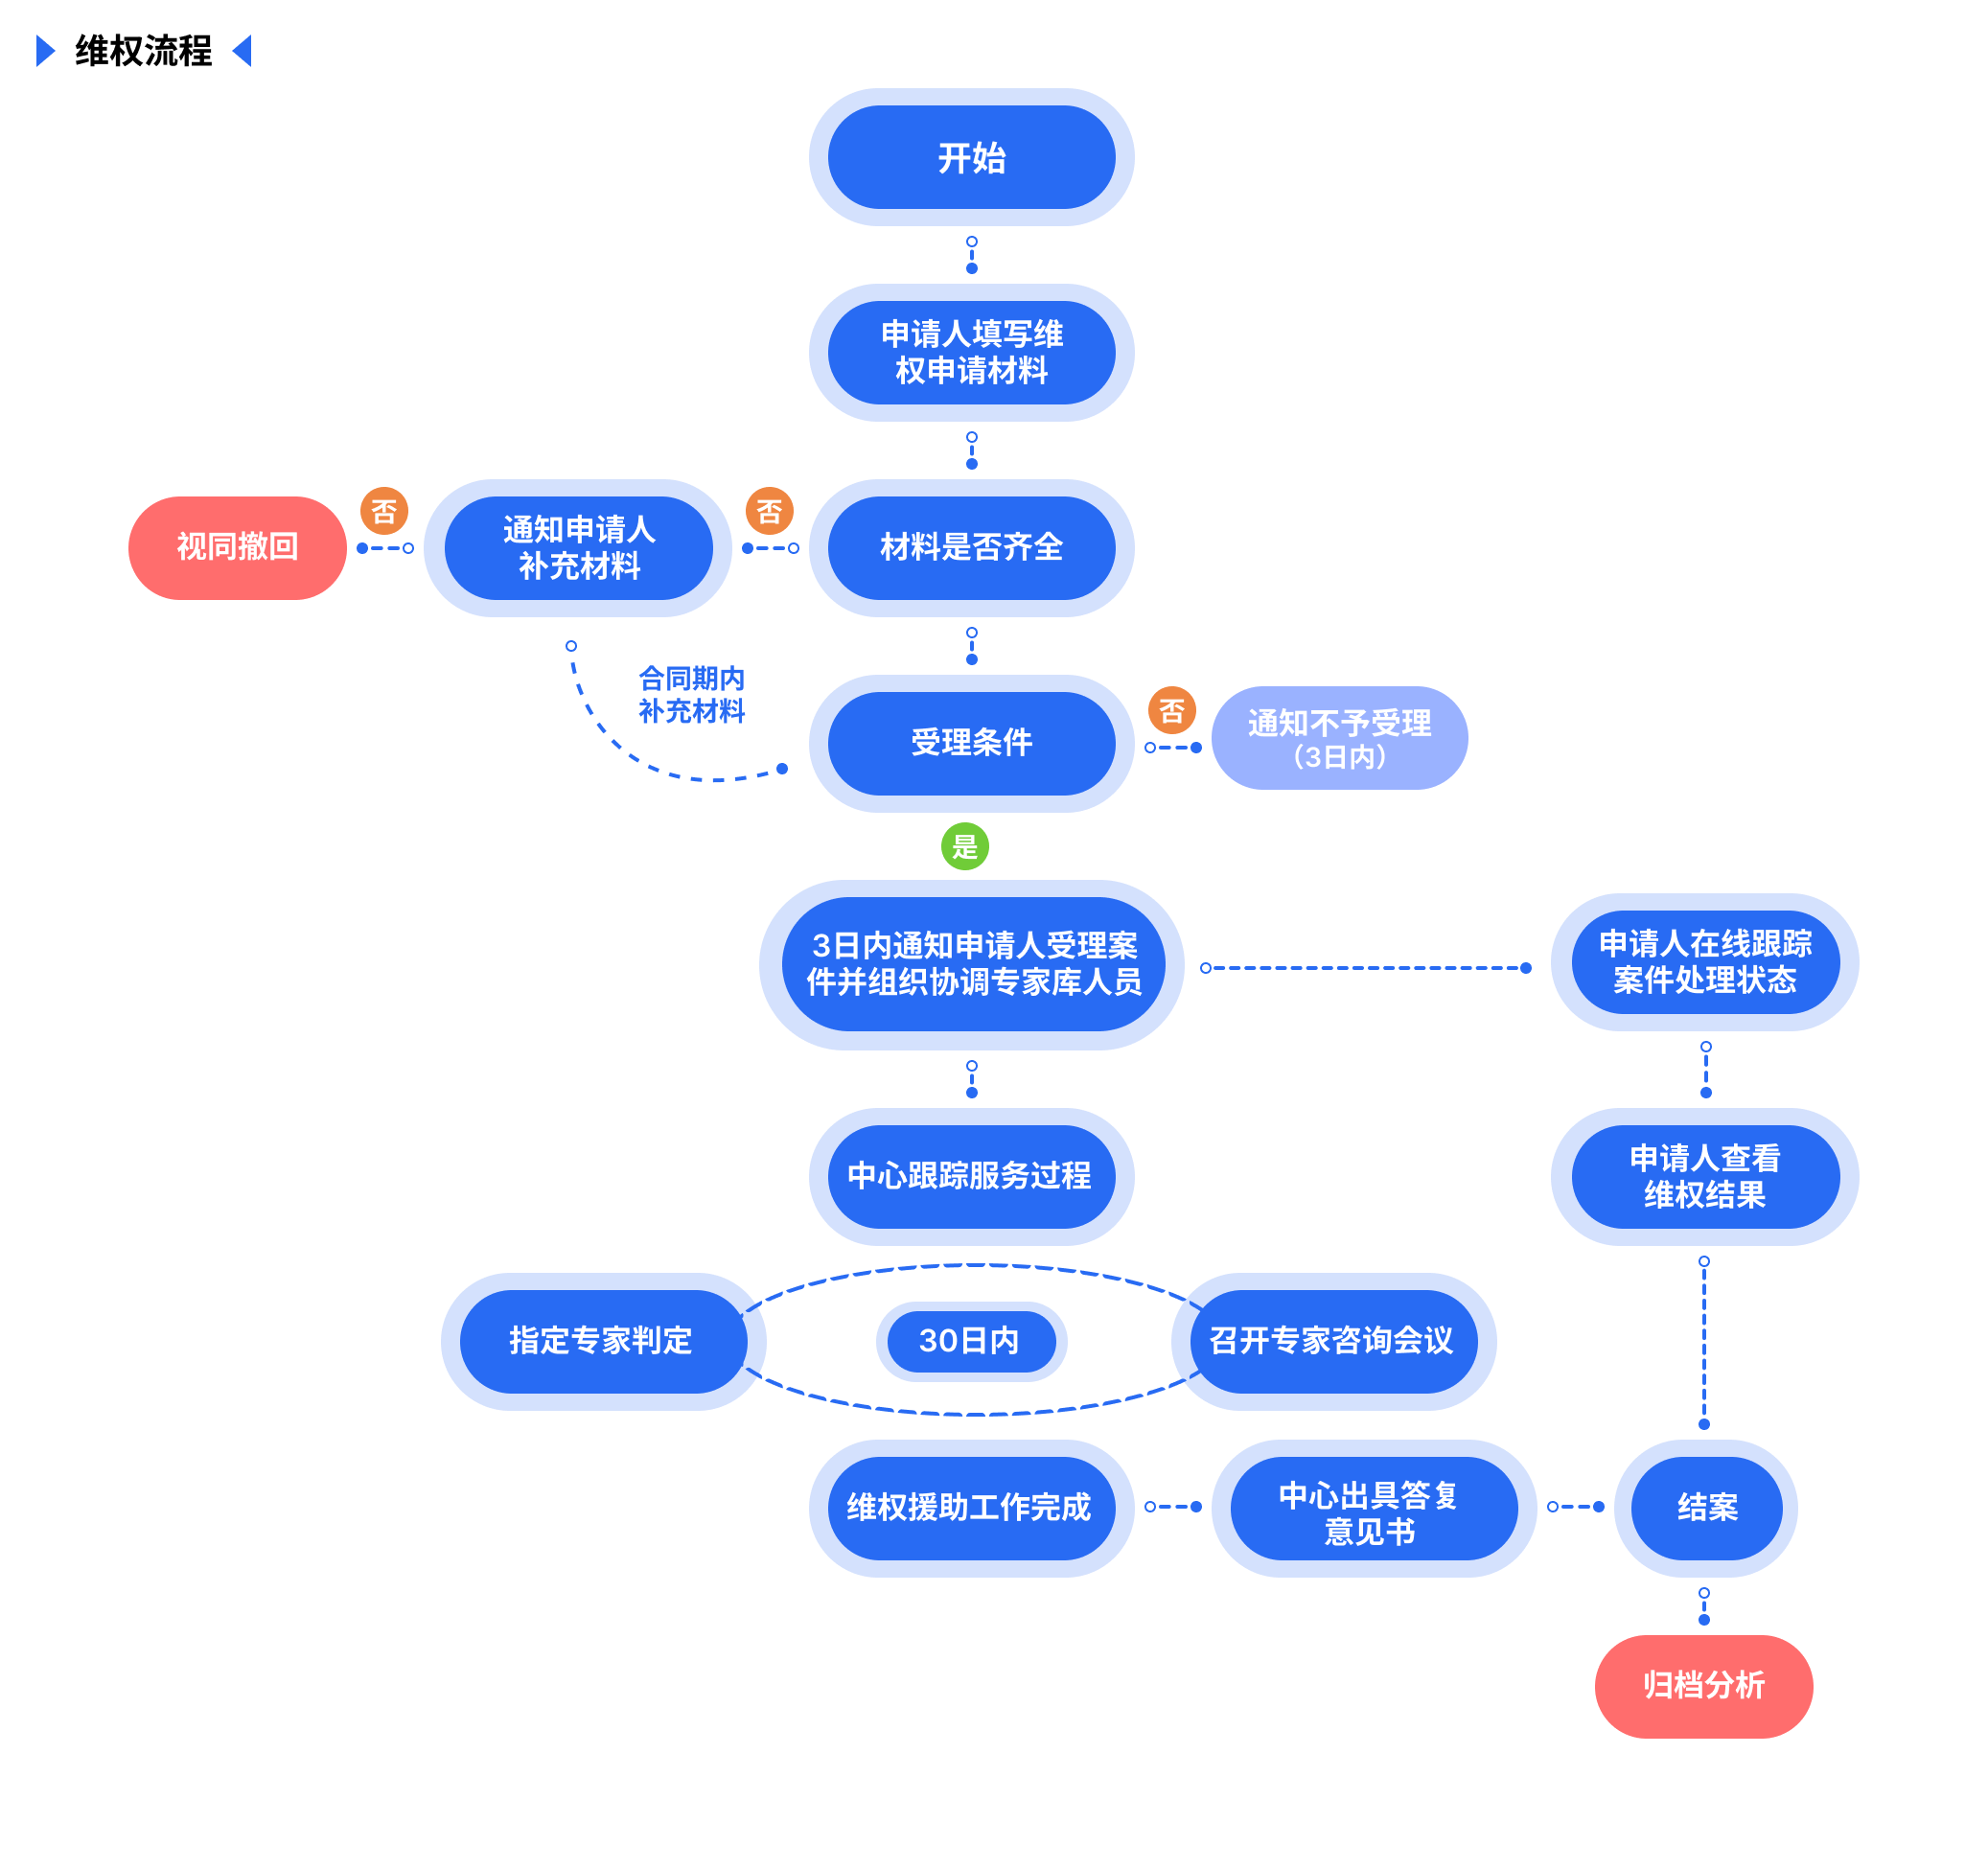 维权流程
开始
申请人填写维
权申请材料
视同撤回
否
通知申请人
补充材料
否
材料是否齐全
合同期内
补充材料
受理条件
否
通知不予受理
（3日内）
是
3日内通知申请人受理案
件并组织协调专家库人员
申请人在线跟踪
案件处理状态
中心跟踪服务过程
申请人查看
维权结果
指定专家判定
30日内
召开专家咨询会议
维权援助工作完成
中心出具答复
意见书
结案
归档分析